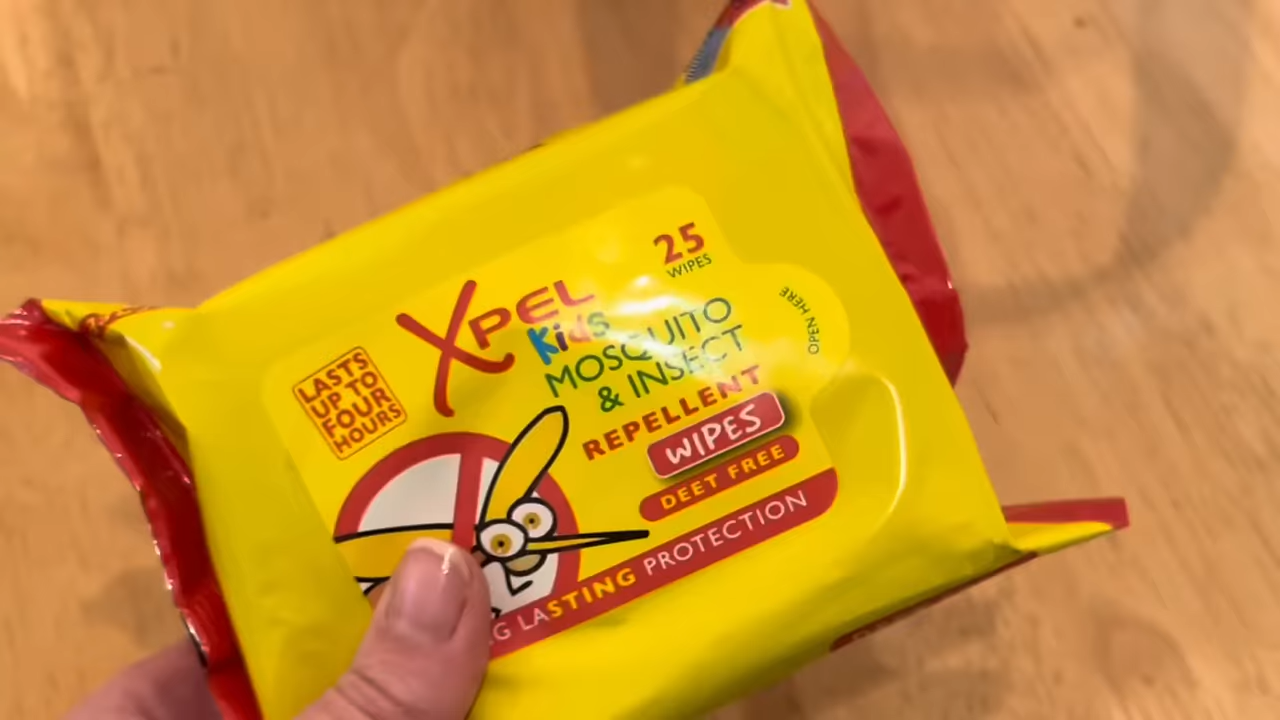 25
WIPES
XPEL
Kids
MOSQUITO
& INSECT
REPELLENT
WIPES
DEET FREE
LASTING PROTECTION
LASTS
UP TO
FOUR
HOURS
OPEN HERE